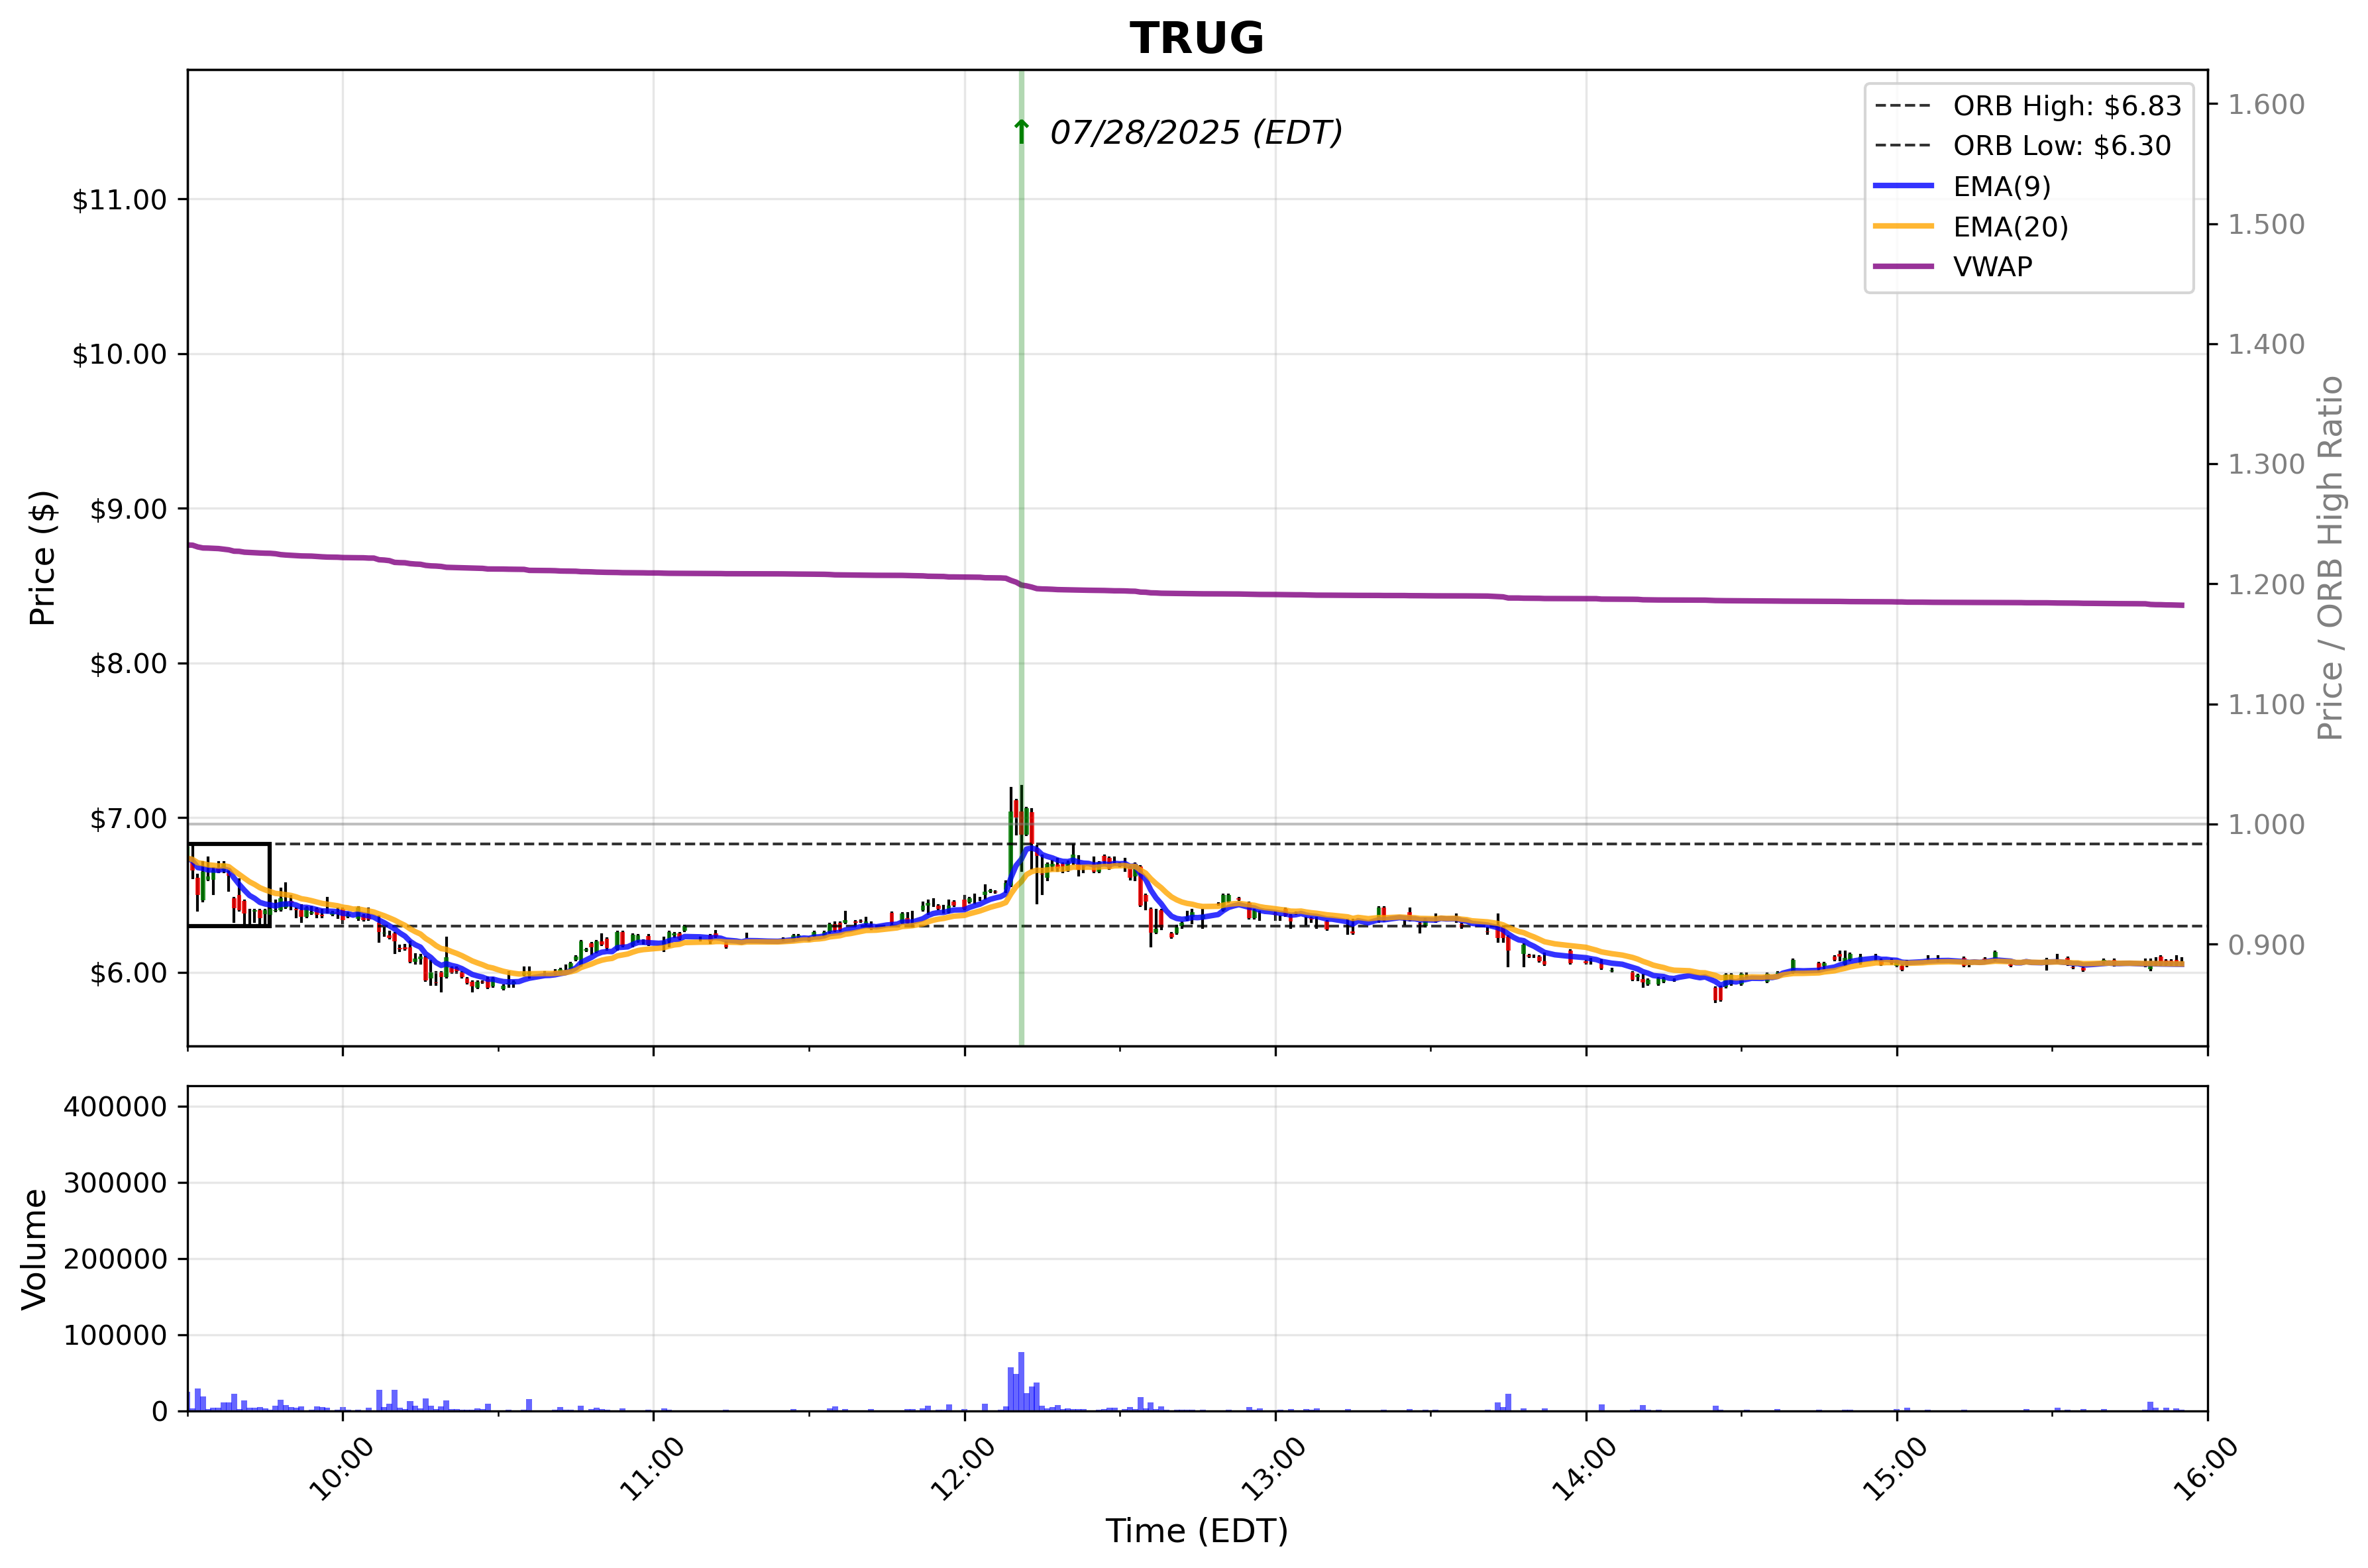 TRUG
↑ 07/28/2025 (EDT)
ORB High: $6.83
ORB Low: $6.30
EMA(9)
EMA(20)
VWAP
Price ($)
$11.00
$10.00
$9.00
$8.00
$7.00
$6.00
1.600
1.500
1.400
1.300
1.200
1.100
1.000
0.900
Price / ORB High Ratio
Volume
400000
300000
200000
100000
0
10:00
11:00
12:00
13:00
14:00
15:00
16:00
Time (EDT)